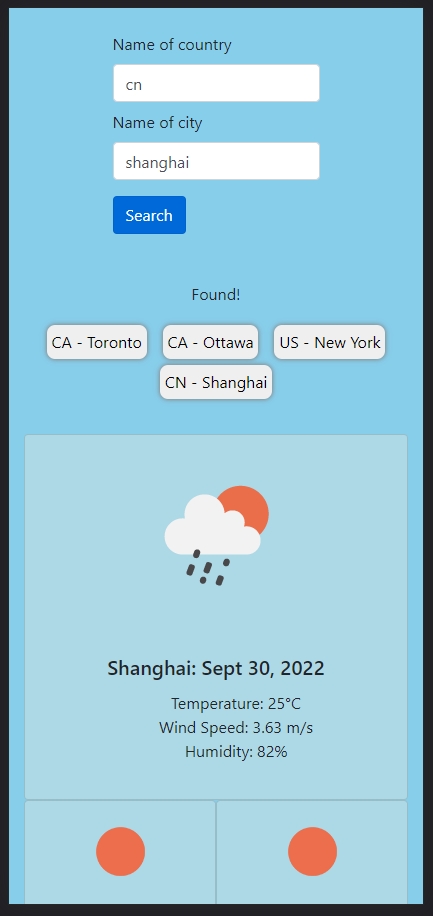 Name of country
cn
Name of city
shanghai
Search
Found!
CA - Toronto CA - Ottawa US - New York
CN - Shanghai
Shanghai: Sept 30, 2022
Temperature: 25°C
Wind Speed: 3.63 m/s
Humidity: 82%